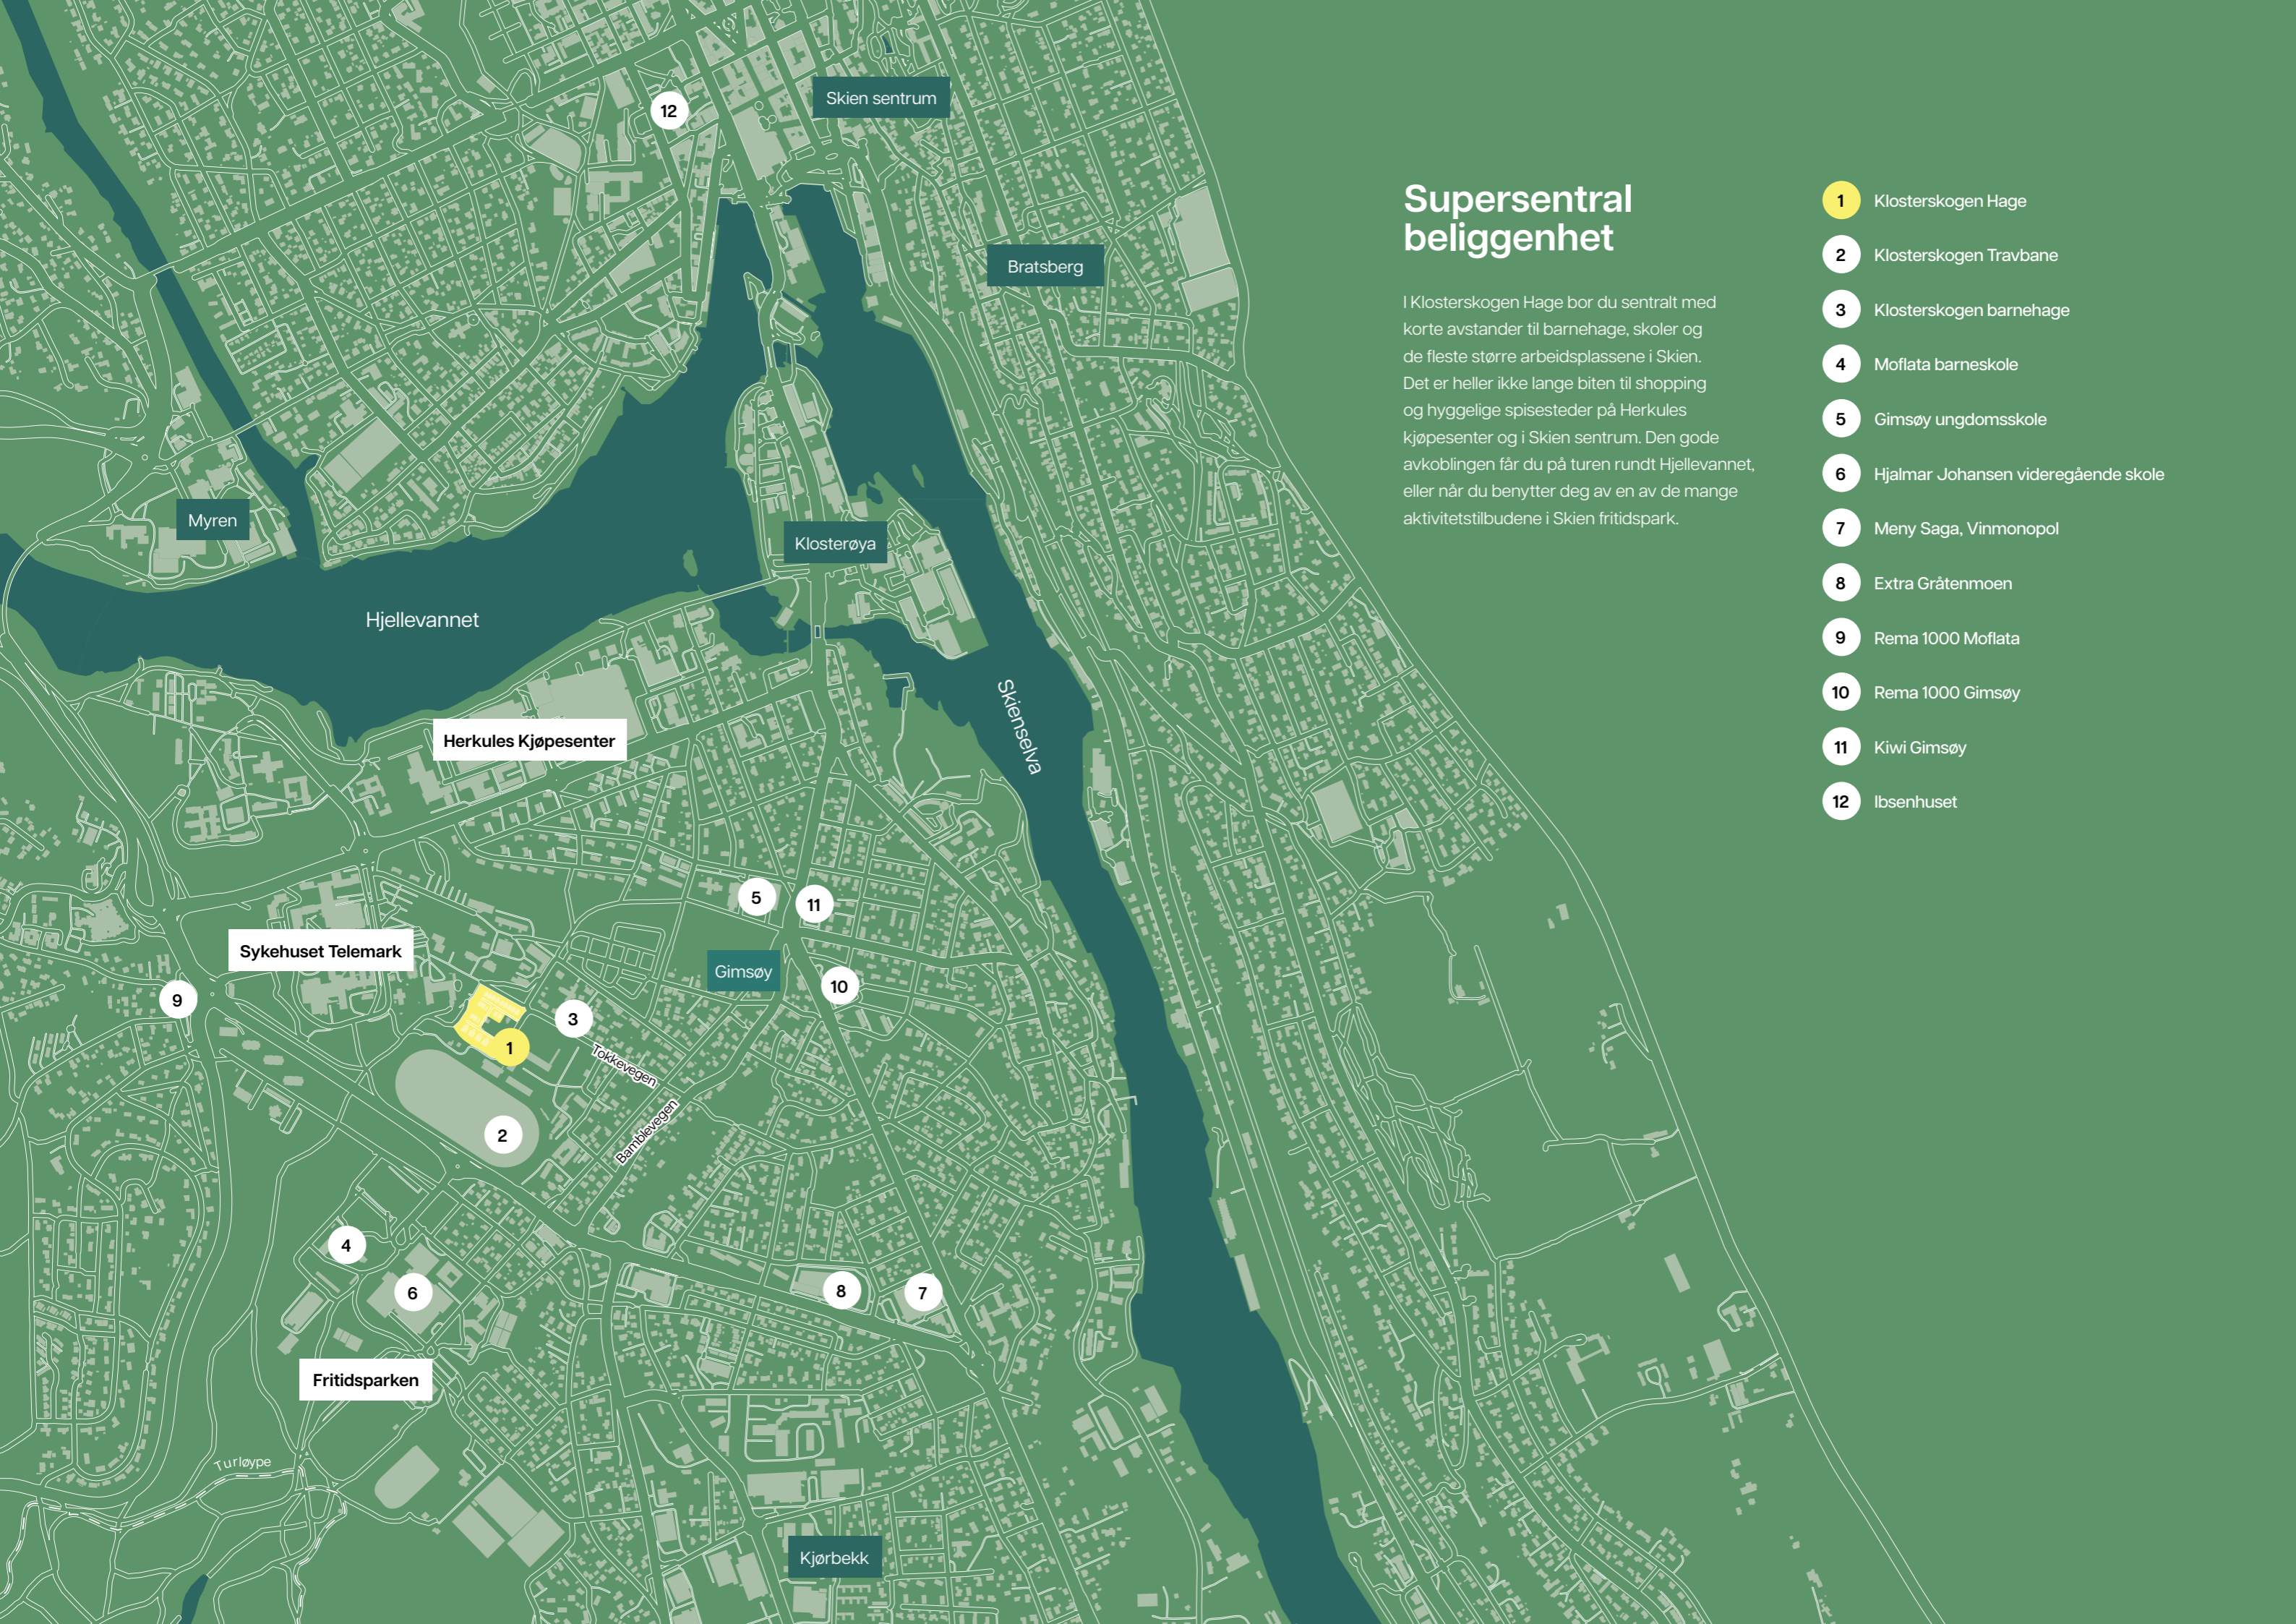 12
Skien sentrum
Bratsberg
Myren
Klosterøya
Hjellevannet
Skienselva
Herkules Kjøpesenter
5
11
Sykehuset Telemark
Gimsøy
9
10
3
1
Tokkevegen
2
Bamblevegen
4
6
8
7
Fritidsparken
Turløype
Kjørbekk
Supersentral
beliggenhet
I Klosterskogen Hage bor du sentralt med
korte avstander til barnehage, skoler og
de fleste større arbeidsplassene i Skien.
Det er heller ikke lange biten til shopping
og hyggelige spisesteder på Herkules
kjøpesenter og i Skien sentrum. Den gode
avkoblingen får du på turen rundt Hjellevannet,
eller når du benytter deg av en av de mange
aktivitetstilbudene i Skien fritidspark.
1 Klosterskogen Hage
2 Klosterskogen Travbane
3 Klosterskogen barnehage
4 Moflata barneskole
5 Gimsøy ungdomsskole
6 Hjalmar Johansen videregående skole
7 Meny Saga, Vinmonopol
8 Extra Gråtenmoen
9 Rema 1000 Moflata
10 Rema 1000 Gimsøy
11 Kiwi Gimsøy
12 Ibsenhuset